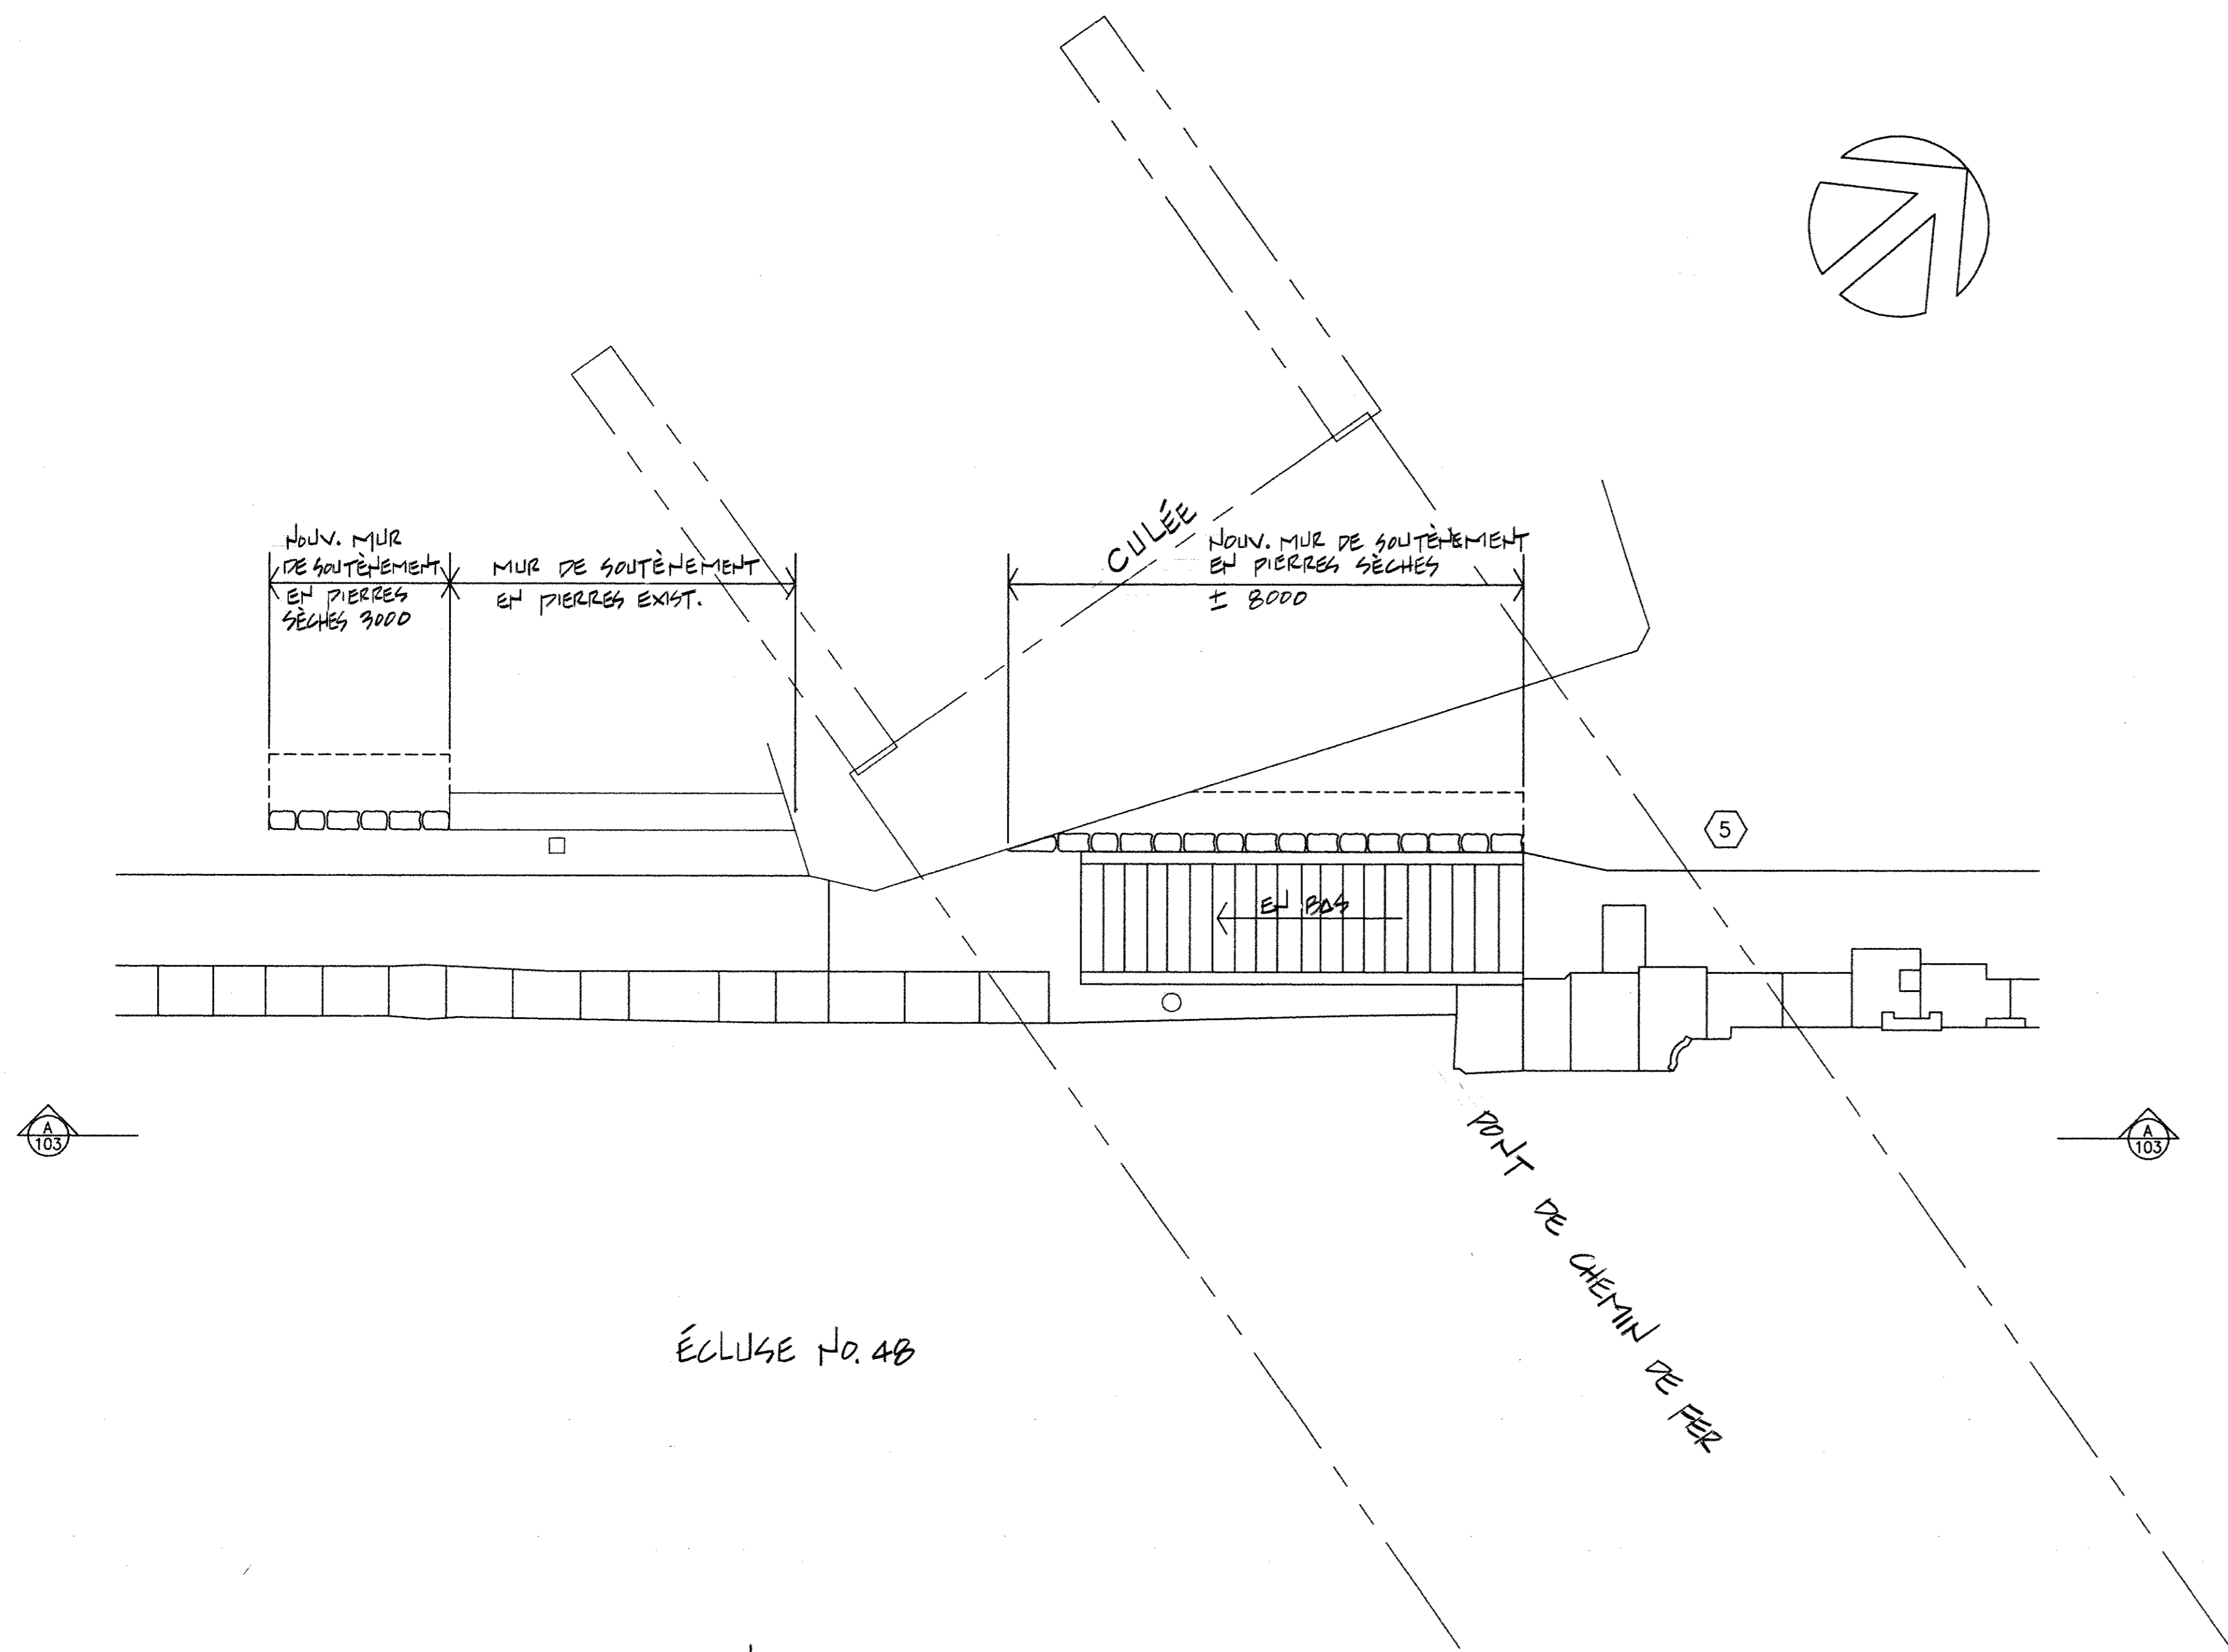 NOUV. MUR
DE SOUTÈNEMENT
EN PIERRES
SÈCHES 3000
MUR DE SOUTÈNEMENT
EN PIERRES EXIST.
CULÉE
NOUV. MUR DE SOUTÈNEMENT
EN PIERRES SÈCHES
± 8000
5
EN BAS
A
103
A
103
PONT DE CHEMIN DE FER
ÉCLUSE NO. 48